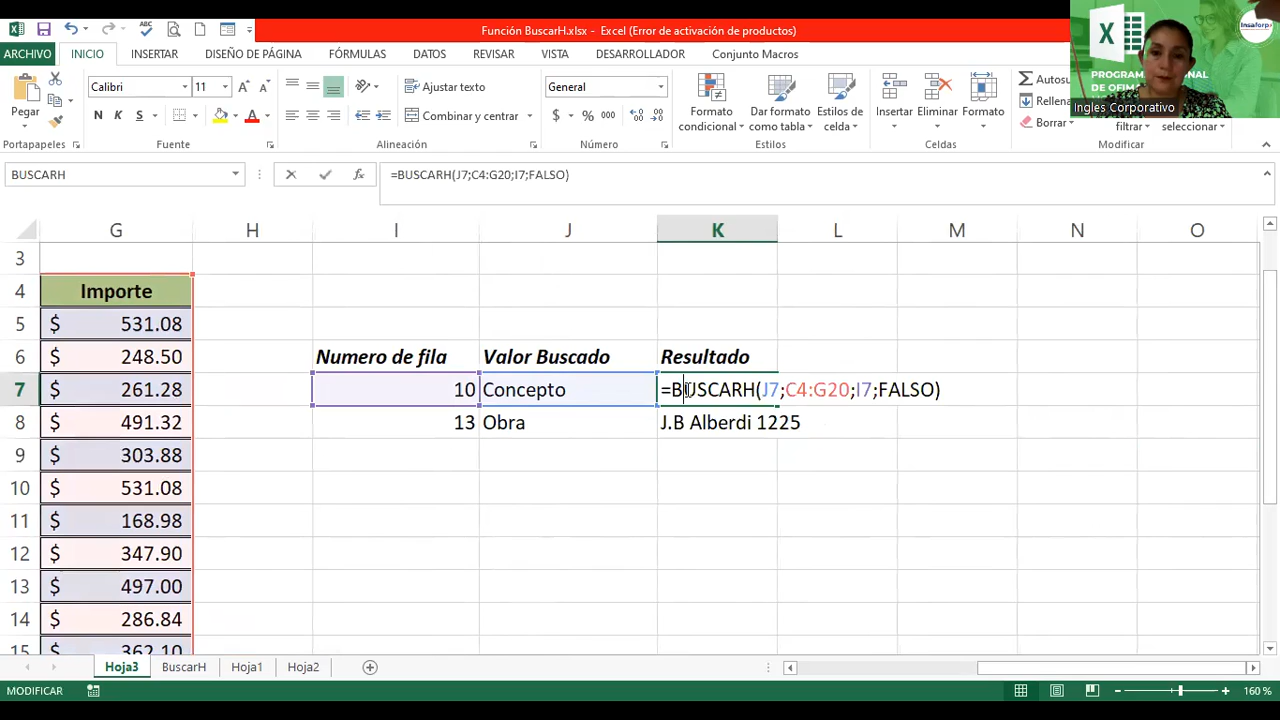 Función BuscarH.xlsx - Excel (Error de activación de productos)
ARCHIVO INICIO INSERTAR DISEÑO DE PÁGINA FÓRMULAS DATOS REVISAR VISTA DESARROLLADOR Conjunto Macros
Insaforp
PROGRAMA
DE OFIM
Ingles Corporativo
Pegar
Calibri 11
N K S
Ajustar texto
Combinar y centrar
General
$ % 000
Formato condicional
Dar formato como tabla
Estilos de celda
Insertar Eliminar Formato
Autosu
Rellena
Borrar
filtrar seleccionar
Portapapeles Fuente Alineación Número Estilos Celdas Modificar
BUSCARH =BUSCARH(J7;C4:G20;I7;FALSO)
G H I J K L M N O
3
4 Importe
5 $ 531.08
6 $ 248.50 Numero de fila Valor Buscado Resultado
7 $ 261.28 10 Concepto =BUSCARH(J7;C4:G20;I7;FALSO)
8 $ 491.32 13 Obra J.B Alberdi 1225
9 $ 303.88
10 $ 531.08
11 $ 168.98
12 $ 347.90
13 $ 497.00
14 $ 286.84
15 $ 362.10
Hoja3 BuscarH Hoja1 Hoja2
MODIFICAR 160 %